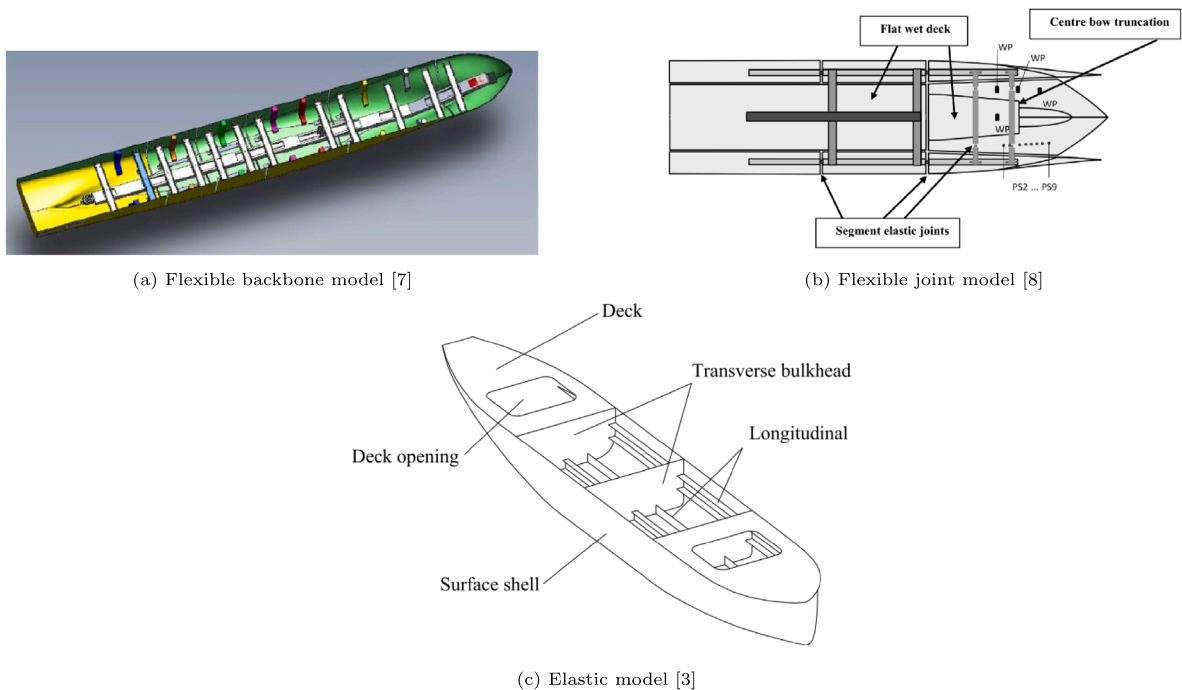 Flat wet deck
Centre bow truncation
WP
WP
WP
WP
PS2 ... PS9
Segment elastic joints
(a) Flexible backbone model [7]
(b) Flexible joint model [8]
Deck
Transverse bulkhead
Longitudinal
Deck opening
Surface shell
(c) Elastic model [3]